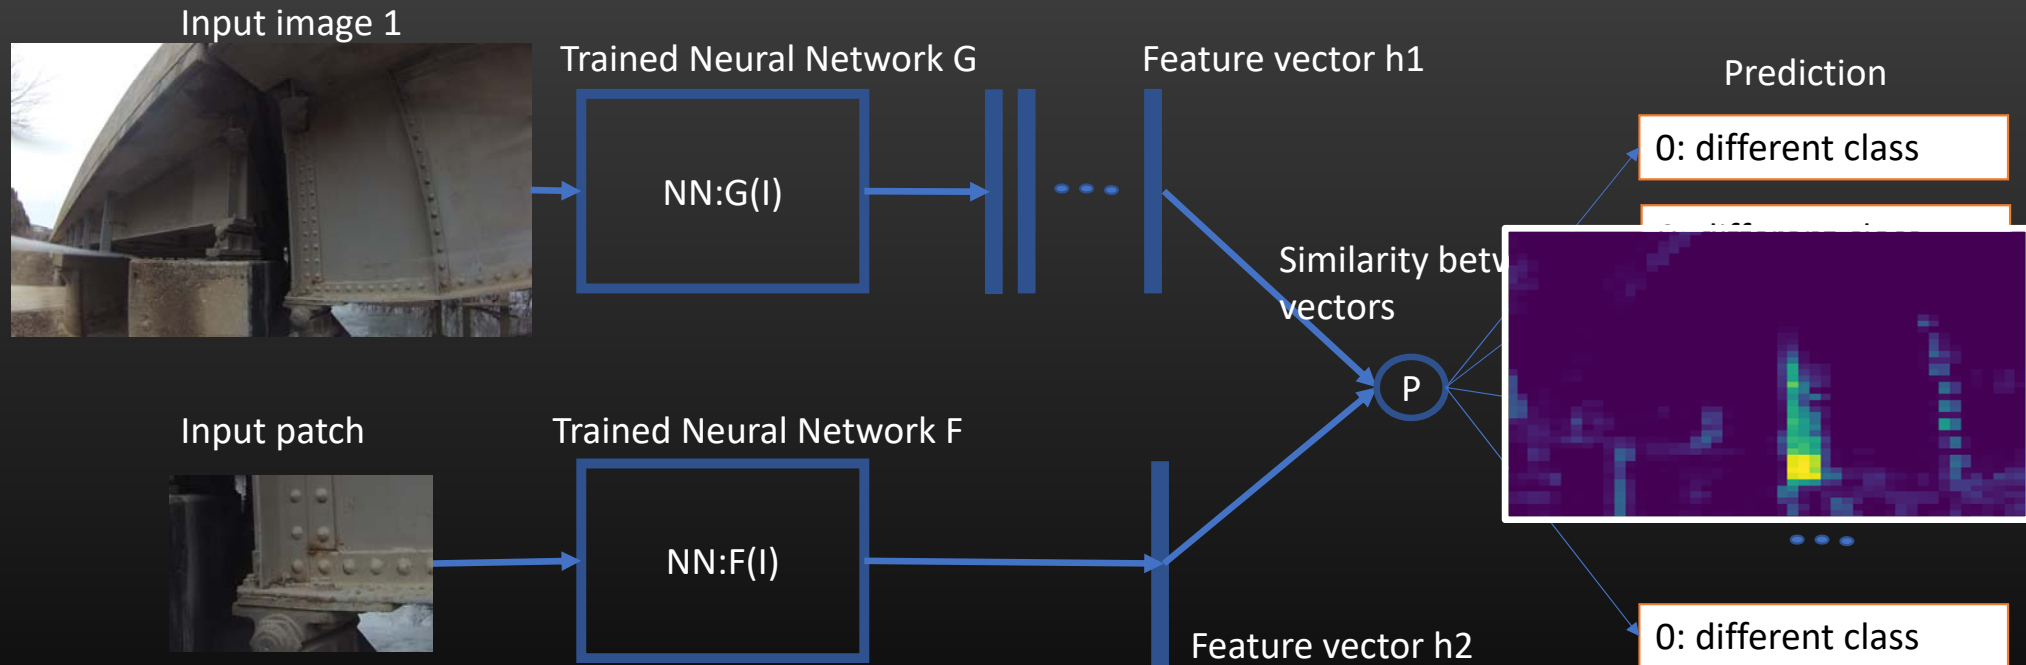 Input image 1
Trained Neural Network G
Feature vector h1
Prediction
0: different class
NN:G(I)
Similarity
vectors
P
Input patch
Trained Neural Network F
NN:F(I)
0: different class
Feature vector h2